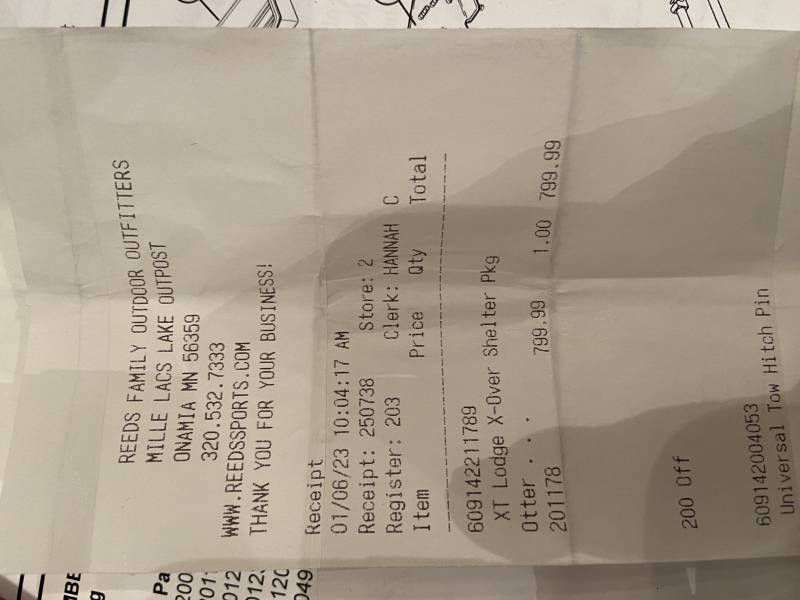 REEDS FAMILY OUTDOOR OUTFITTERS
MILLE LACS LAKE OUTPOST
ONAMIA MN 56359
320.532.7333
WWW.REEDSSPORTS.COM
THANK YOU FOR YOUR BUSINESS!
Receipt
01/06/23 10:04:17 AM
Receipt: 250738 Store: 2
Register: 203 Clerk: HANNAH C
Item Price Qty Total
609142211789
XT Lodge X-Over Shelter Pkg
Otter . . .
201178 799.99 1.00 799.99
200 Off
609142004053
Universal Tow Hitch Pin